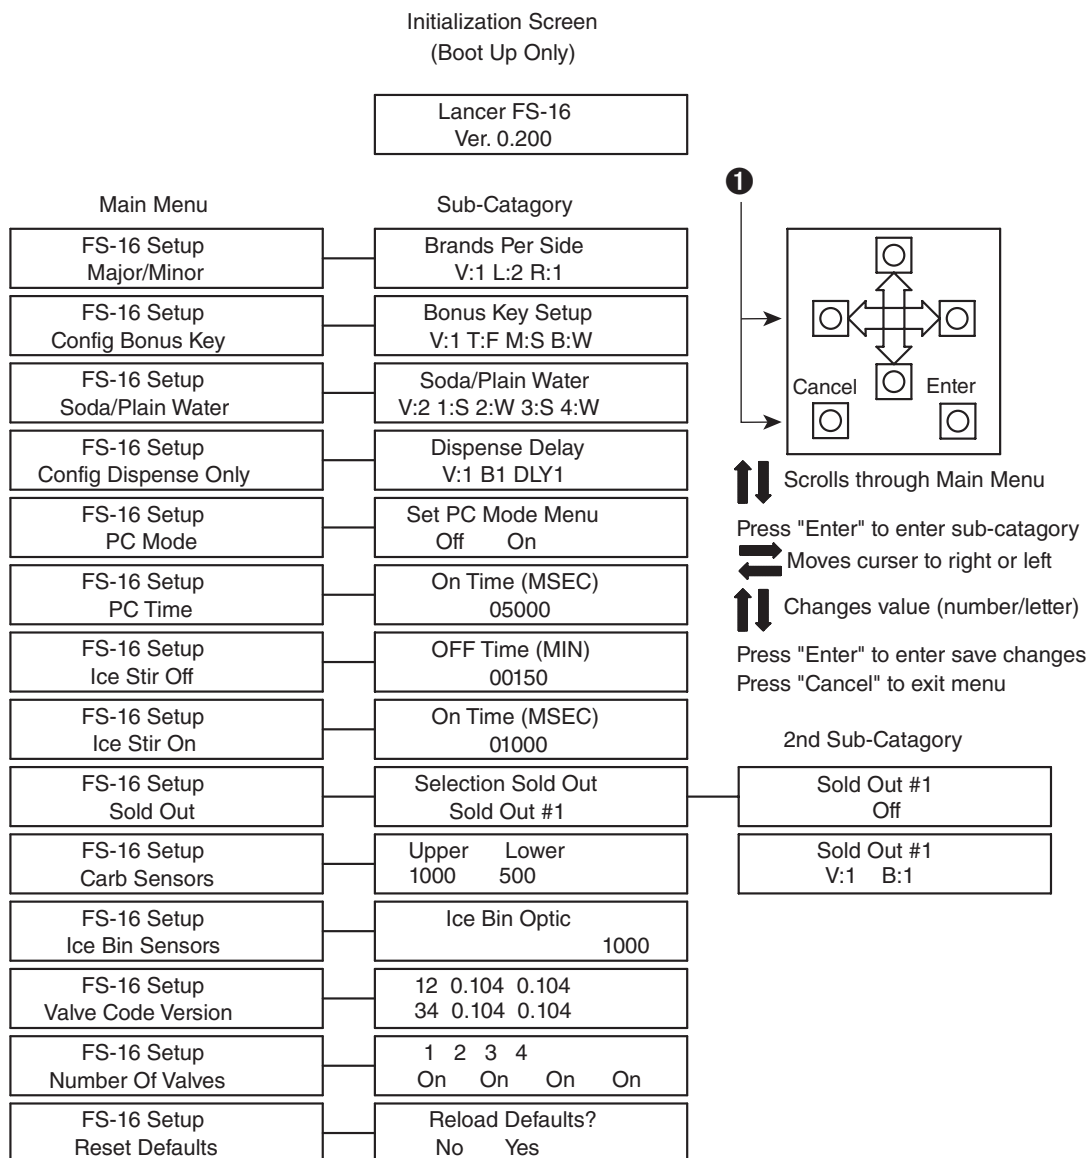 Initialization Screen
(Boot Up Only)
Lancer FS-16
Ver. 0.200
Main Menu
Sub-Catagory
FS-16 Setup
Major/Minor
Brands Per Side
V:1 L:2 R:1
FS-16 Setup
Config Bonus Key
Bonus Key Setup
V:1 T:F M:S B:W
FS-16 Setup
Soda/Plain Water
Soda/Plain Water
V:2 1:S 2:W 3:S 4:W
FS-16 Setup
Config Dispense Only
Dispense Delay
V:1 B1 DLY1
FS-16 Setup
PC Mode
Set PC Mode Menu
Off On
FS-16 Setup
PC Time
On Time (MSEC)
05000
FS-16 Setup
Ice Stir Off
OFF Time (MIN)
00150
FS-16 Setup
Ice Stir On
On Time (MSEC)
01000
FS-16 Setup
Sold Out
Selection Sold Out
Sold Out #1
FS-16 Setup
Carb Sensors
Upper Lower
1000 500
FS-16 Setup
Ice Bin Sensors
Ice Bin Optic
1000
FS-16 Setup
Valve Code Version
12 0.104 0.104
34 0.104 0.104
FS-16 Setup
Number Of Valves
1 2 3 4
On On On On
FS-16 Setup
Reset Defaults
Reload Defaults?
No Yes
1
Cancel Enter
Scrolls through Main Menu
Press "Enter" to enter sub-catagory
Moves curser to right or left
Changes value (number/letter)
Press "Enter" to enter save changes
Press "Cancel" to exit menu
2nd Sub-Catagory
Sold Out #1
Off
Sold Out #1
V:1 B:1